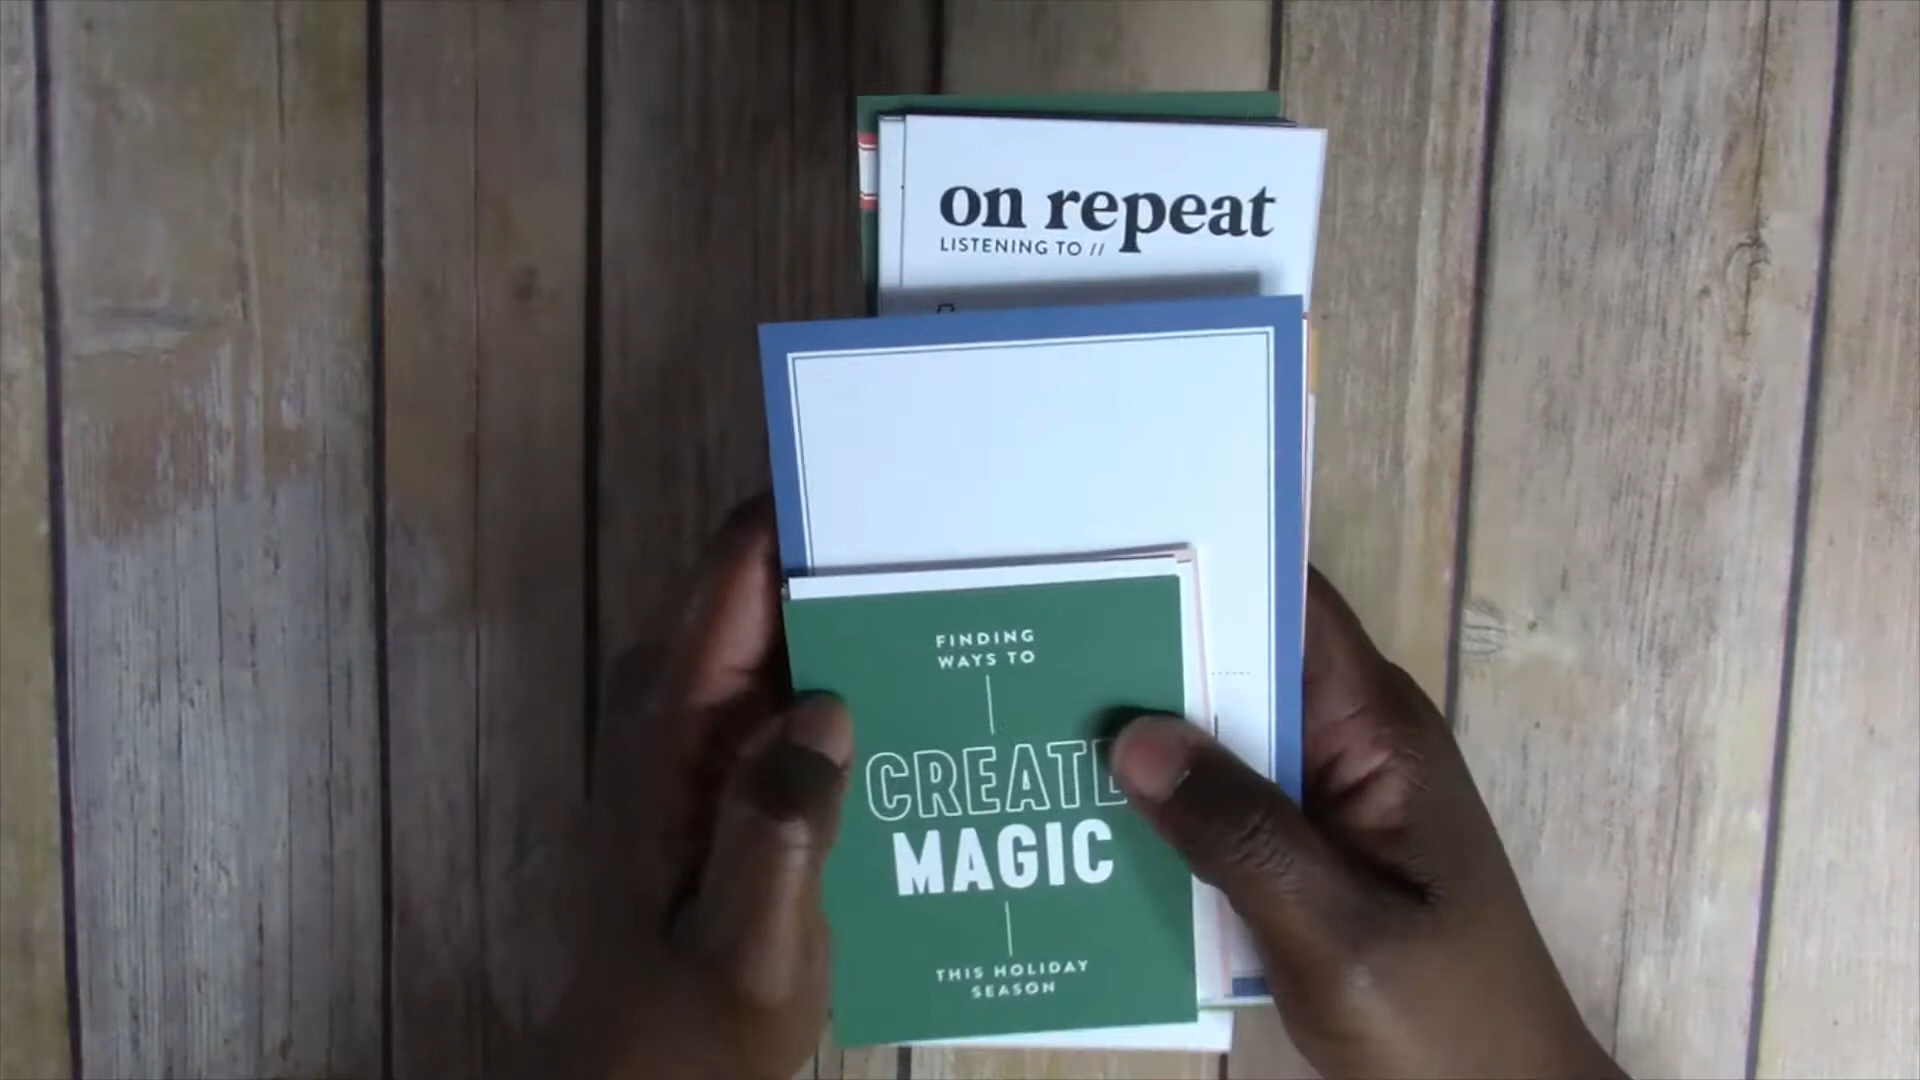 on repeat
LISTENING TO //
FINDING
WAYS TO
CREATE
MAGIC
THIS HOLIDAY
SEASON